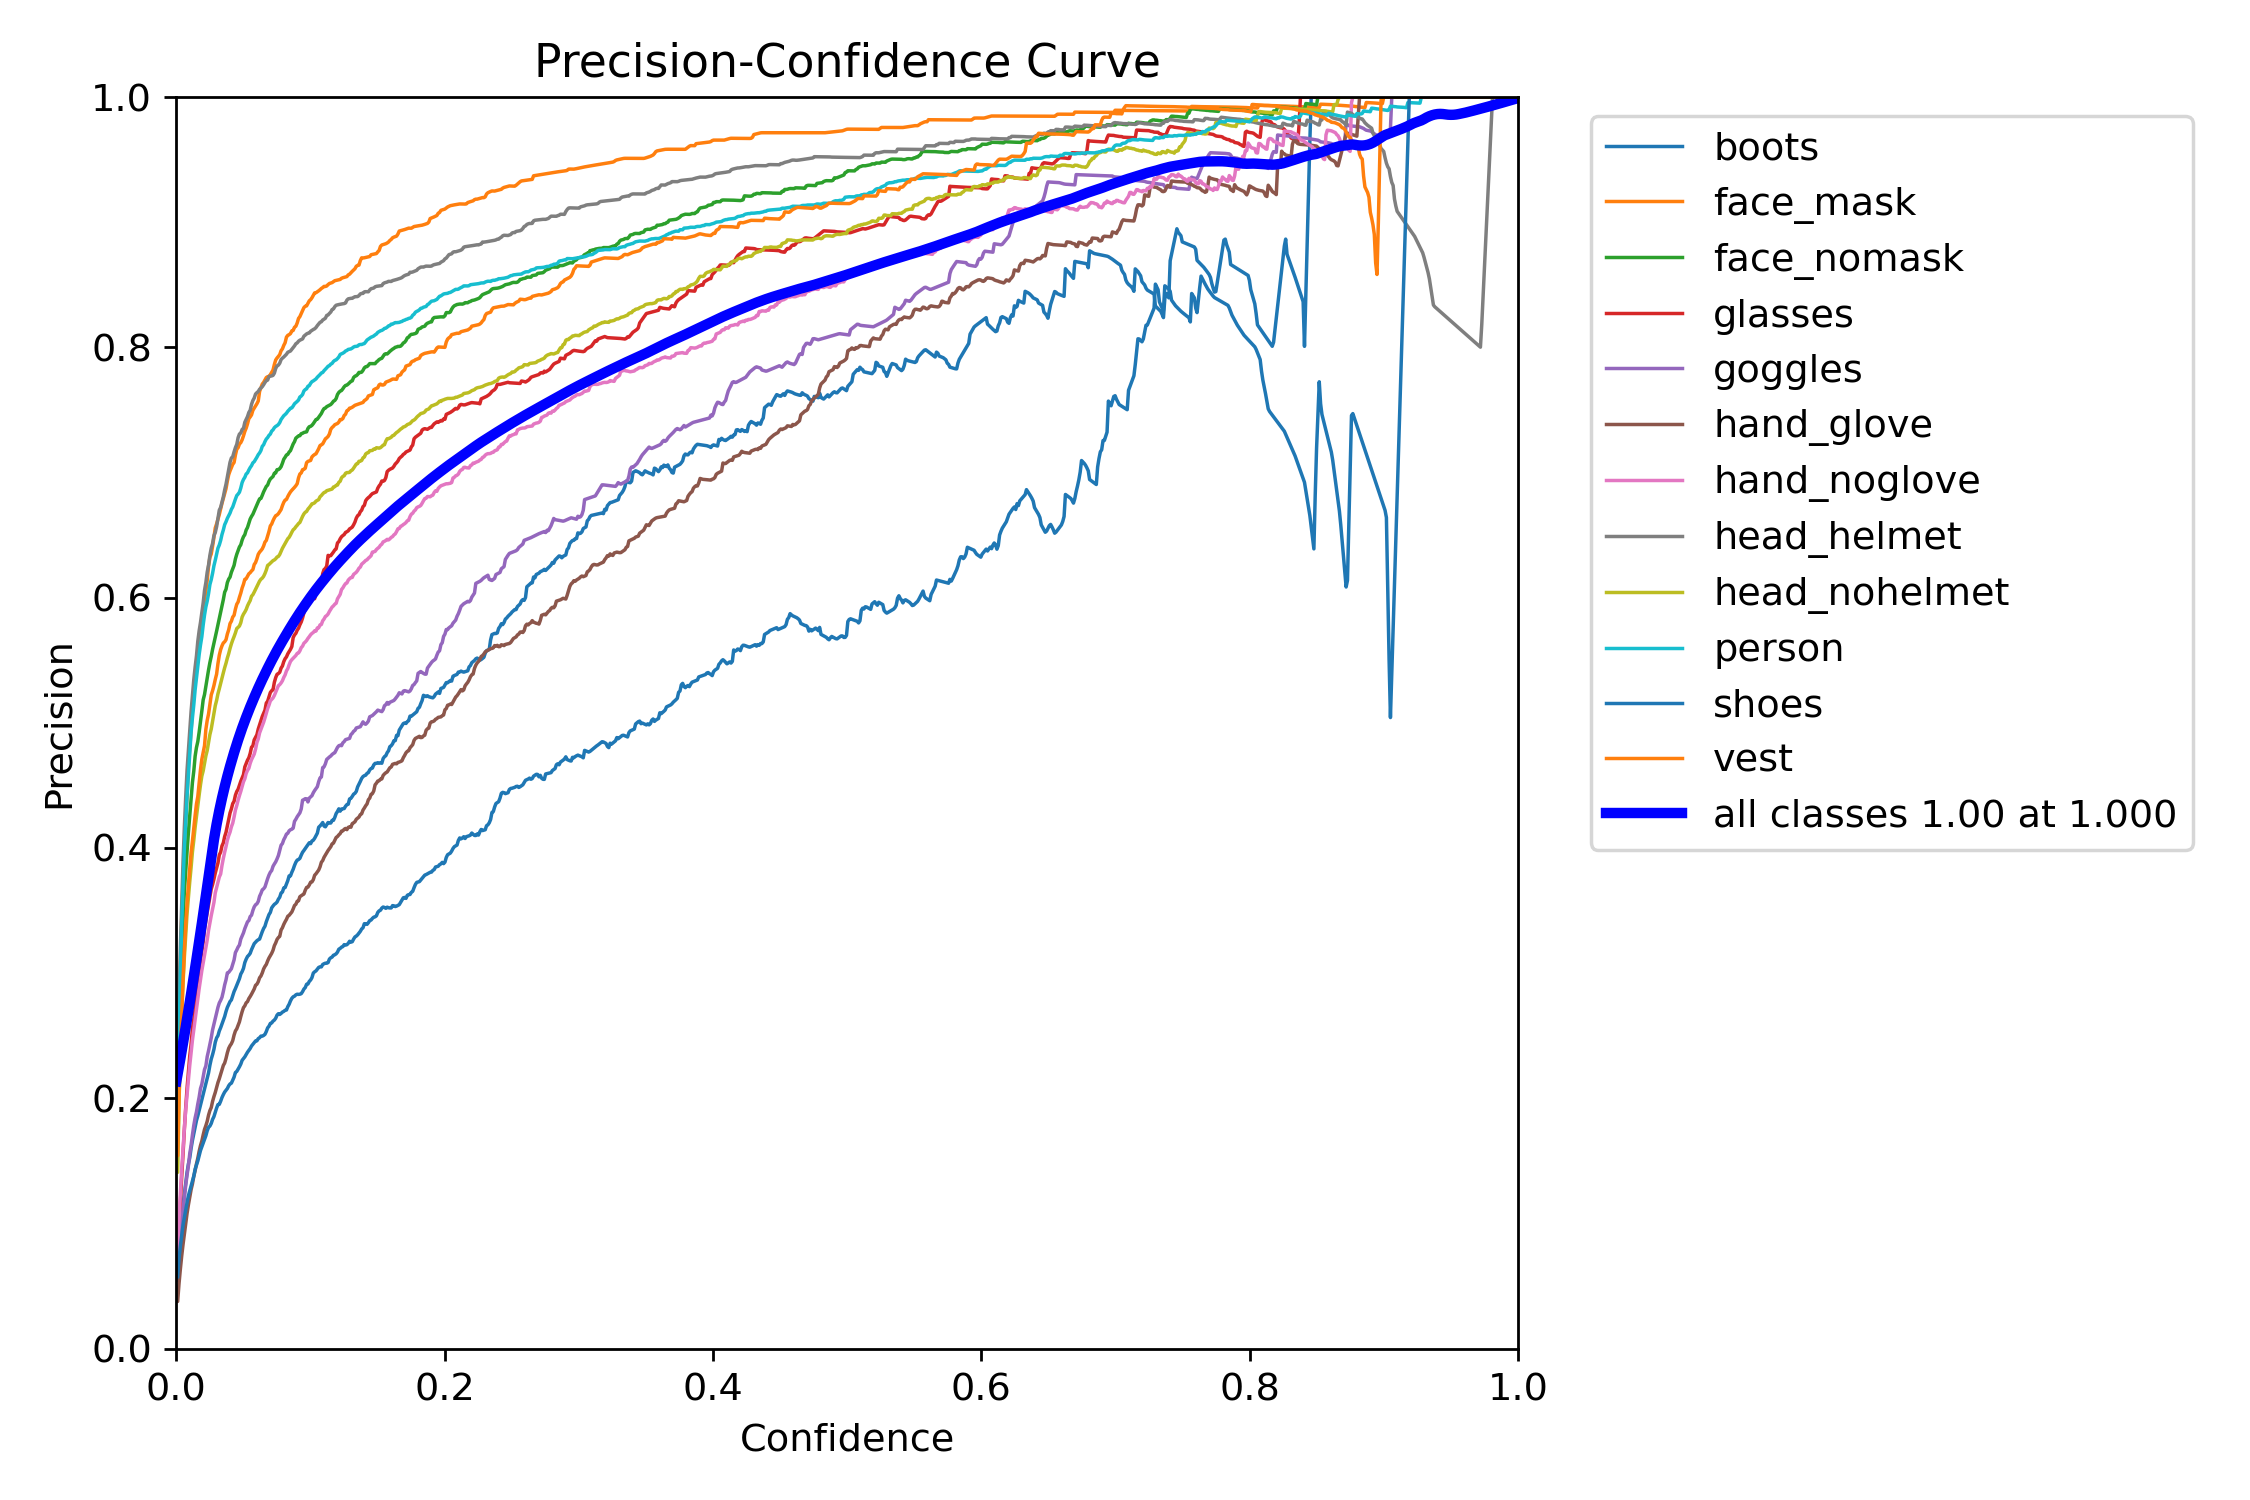 Precision-Confidence Curve
1.0
0.8
0.6
0.4
0.2
0.0
Precision
0.0 0.2 0.4 0.6 0.8 1.0
Confidence
boots
face_mask
face_nomask
glasses
goggles
hand_glove
hand_noglove
head_helmet
head_nohelmet
person
shoes
vest
all classes 1.00 at 1.000